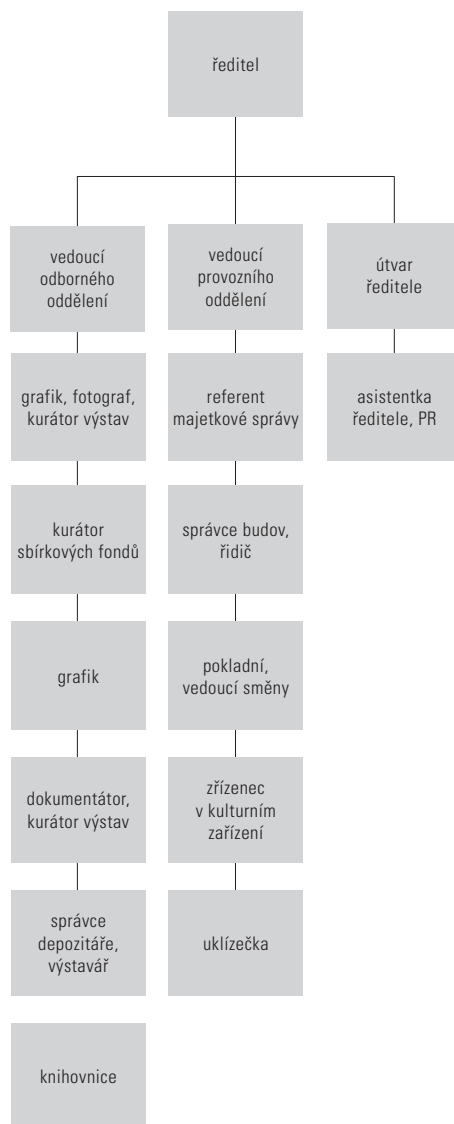 ředitel
vedoucí
odborného
oddělení
vedoucí
provozního
oddělení
útvar
ředitele
grafik, fotograf,
kurátor výstav
referent
majetkové správy
asistentka
ředitele, PR
kurátor
sbírkových fondů
správce budov,
řidič
grafik
pokladní,
vedoucí směny
dokumentátor,
kurátor výstav
zřízenec
v kulturním
zařízení
správce
depozitáře,
výstavář
uklízečka
knihovnice